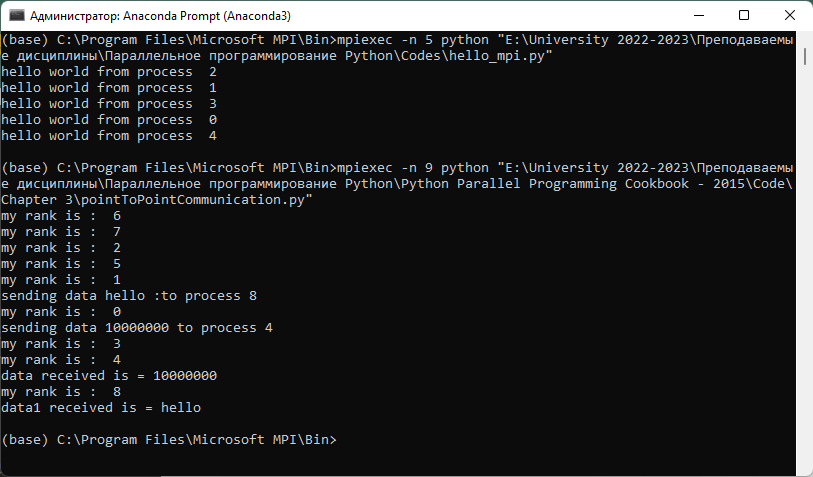 Администратор: Anaconda Prompt (Anaconda3)
(base) C:\Program Files\Microsoft MPI\Bin>mpiexec -n 5 python "E:\University 2022-2023\Преподаваемы
е дисциплины\Параллельное программирование Python\Codes\hello_mpi.py"
hello world from process  2
hello world from process  1
hello world from process  3
hello world from process  0
hello world from process  4
(base) C:\Program Files\Microsoft MPI\Bin>mpiexec -n 9 python "E:\University 2022-2023\Преподаваемы
е дисциплины\Параллельное программирование Python\Python Parallel Programming Cookbook - 2015\Code\
Chapter 3\pointToPointCommunication.py"
my rank is :  6
my rank is :  7
my rank is :  2
my rank is :  5
my rank is :  1
sending data hello :to process 8
my rank is :  0
sending data 10000000 to process 4
my rank is :  3
my rank is :  4
data received is = 10000000
my rank is :  8
data1 received is = hello
(base) C:\Program Files\Microsoft MPI\Bin>